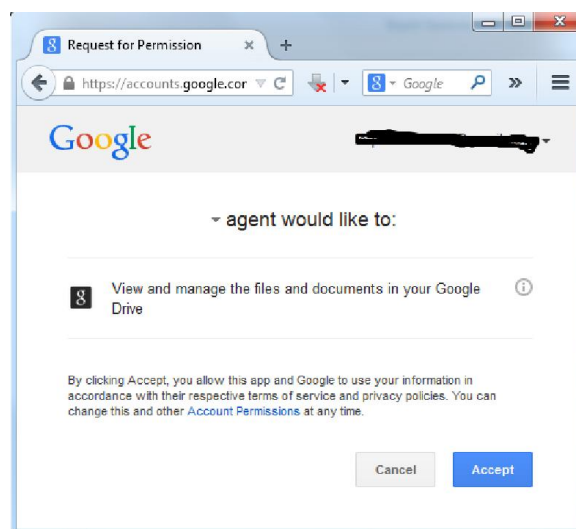 Request for Permission
https://accounts.google.cor
Google
Google
agent would like to:
View and manage the files and documents in your Google
Drive
By clicking Accept, you allow this app and Google to use your information in
accordance with their respective terms of service and privacy policies. You can
change this and other Account Permissions at any time.
Cancel
Accept